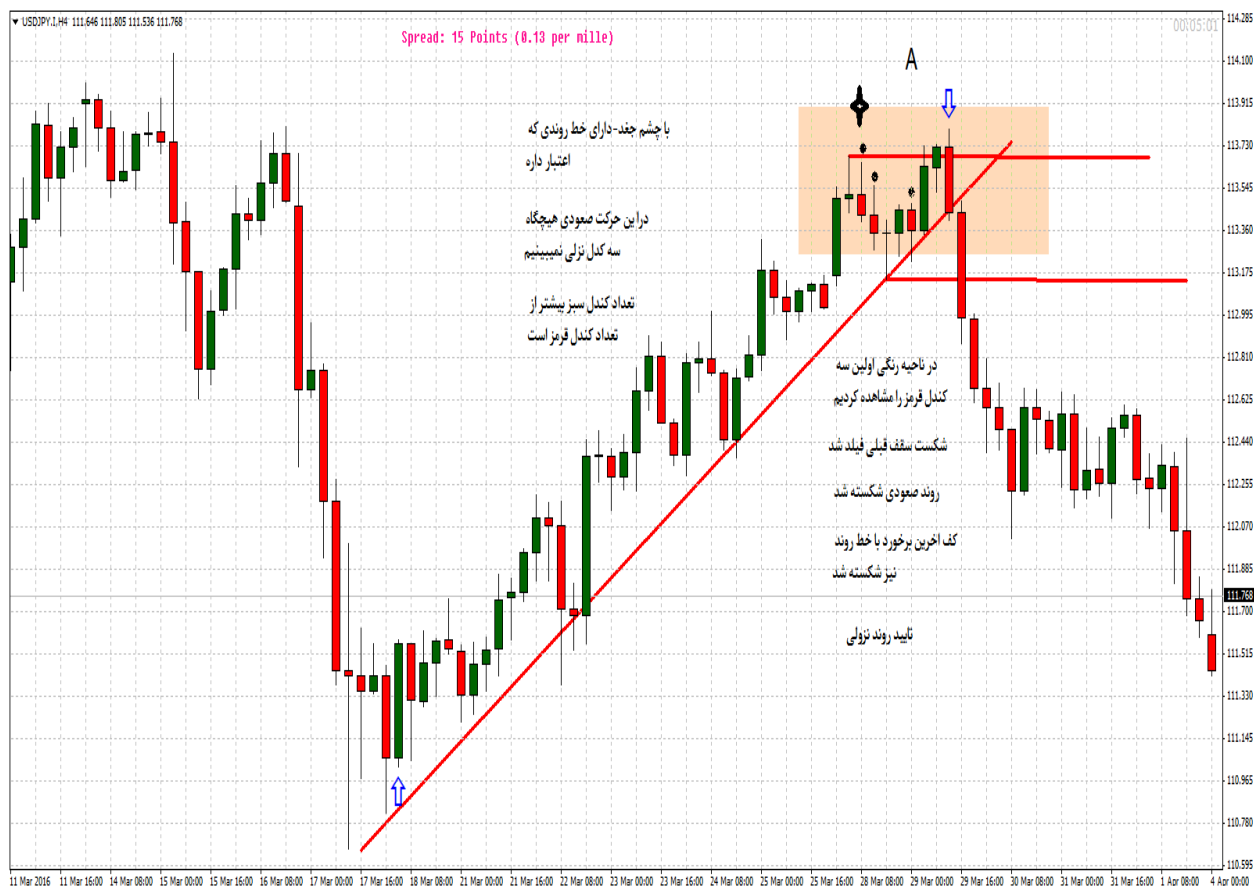 USDJPY.I,H4 111.646 111.805 111.536 111.768
00:05:01
Spread: 15 Points (0.13 per mille)
A
با چشم جغد-دارای خط روندی که
اعتبار داره
دراین حرکت صعودی هیچگاه
سه کدل نزلی نمیبینیم
تعداد کندل سبز بیشتر از
تعداد کندل قرمز است
در ناحیه رنگی اولین سه
کندل قرمز را مشاهده کردیم
شکست سقف قبلی فیلد شد
روند صعودی شکسته شد
کف اخرین برخورد با خط روند
نیز شکسته شد
تایید روند نزولی
114.285
114.100
113.915
113.730
113.545
113.360
113.175
112.995
112.810
112.625
112.440
112.255
112.070
111.885
111.768
111.700
111.515
111.330
111.145
110.965
110.780
110.595
11 Mar 2016 11 Mar 16:00 14 Mar 08:00 15 Mar 00:00 15 Mar 16:00 16 Mar 08:00 17 Mar 00:00 17 Mar 16:00 18 Mar 08:00 21 Mar 00:00 21 Mar 16:00 22 Mar 08:00 23 Mar 00:00 23 Mar 16:00 24 Mar 08:00 25 Mar 00:00 25 Mar 16:00 28 Mar 08:00 29 Mar 00:00 29 Mar 16:00 30 Mar 08:00 31 Mar 00:00 31 Mar 16:00 1 Apr 08:00 4 Apr 00:00